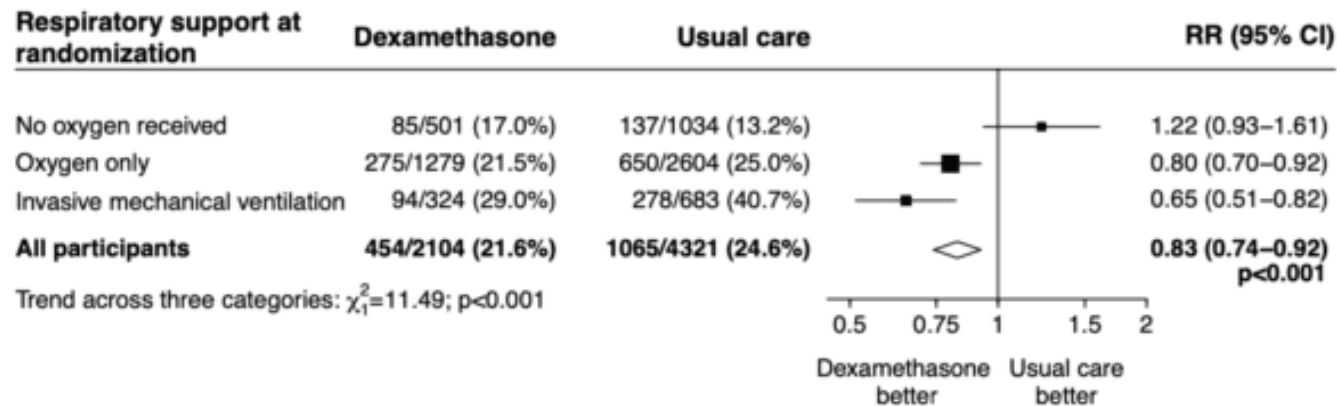 Respiratory support at randomization Dexamethasone Usual care RR (95% CI)
No oxygen received 85/501 (17.0%) 137/1034 (13.2%) 1.22 (0.93–1.61)
Oxygen only 275/1279 (21.5%) 650/2604 (25.0%) 0.80 (0.70–0.92)
Invasive mechanical ventilation 94/324 (29.0%) 278/683 (40.7%) 0.65 (0.51–0.82)
All participants 454/2104 (21.6%) 1065/4321 (24.6%) 0.83 (0.74–0.92)
p<0.001
Trend across three categories: χ²₁=11.49; p<0.001
0.5 0.75 1 1.5 2
Dexamethasone better Usual care better